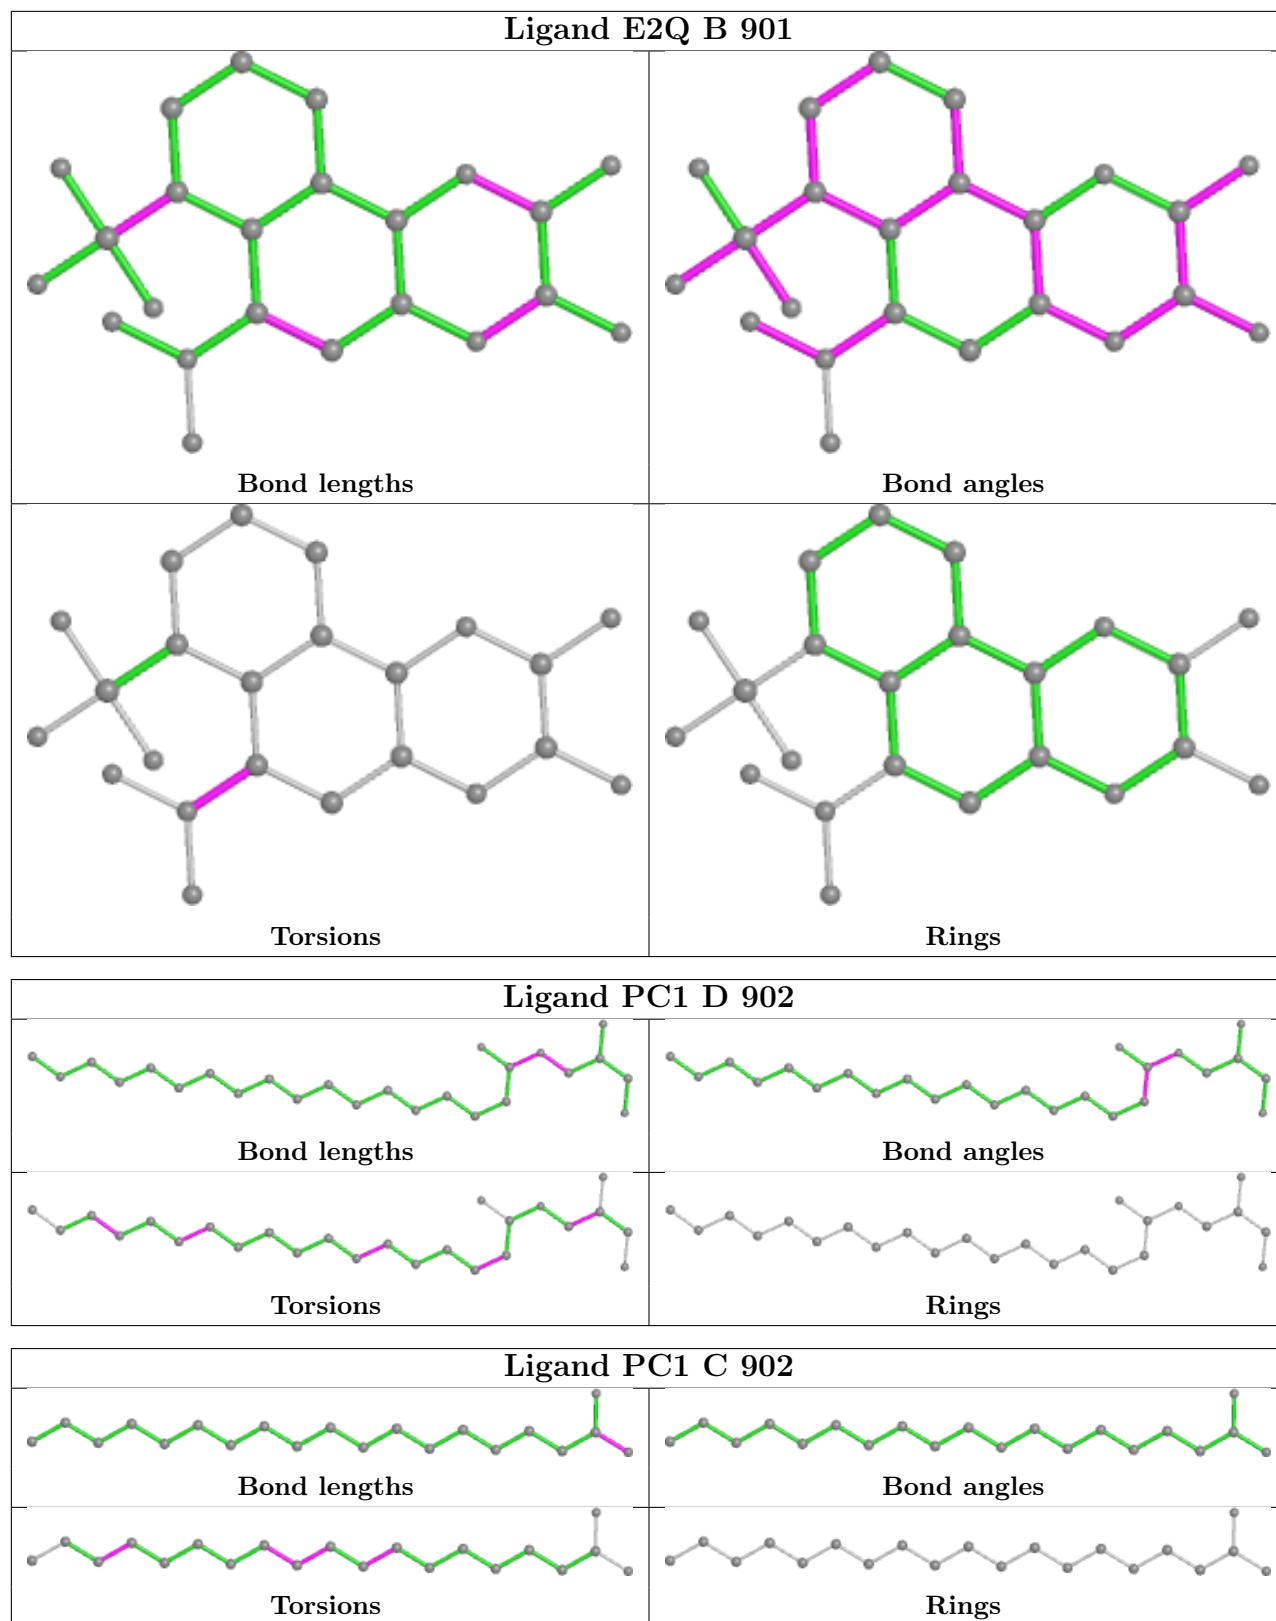 Ligand E2Q B 901
Bond lengths
Bond angles
Torsions
Rings
Ligand PC1 D 902
Bond lengths
Bond angles
Torsions
Rings
Ligand PC1 C 902
Bond lengths
Bond angles
Torsions
Rings